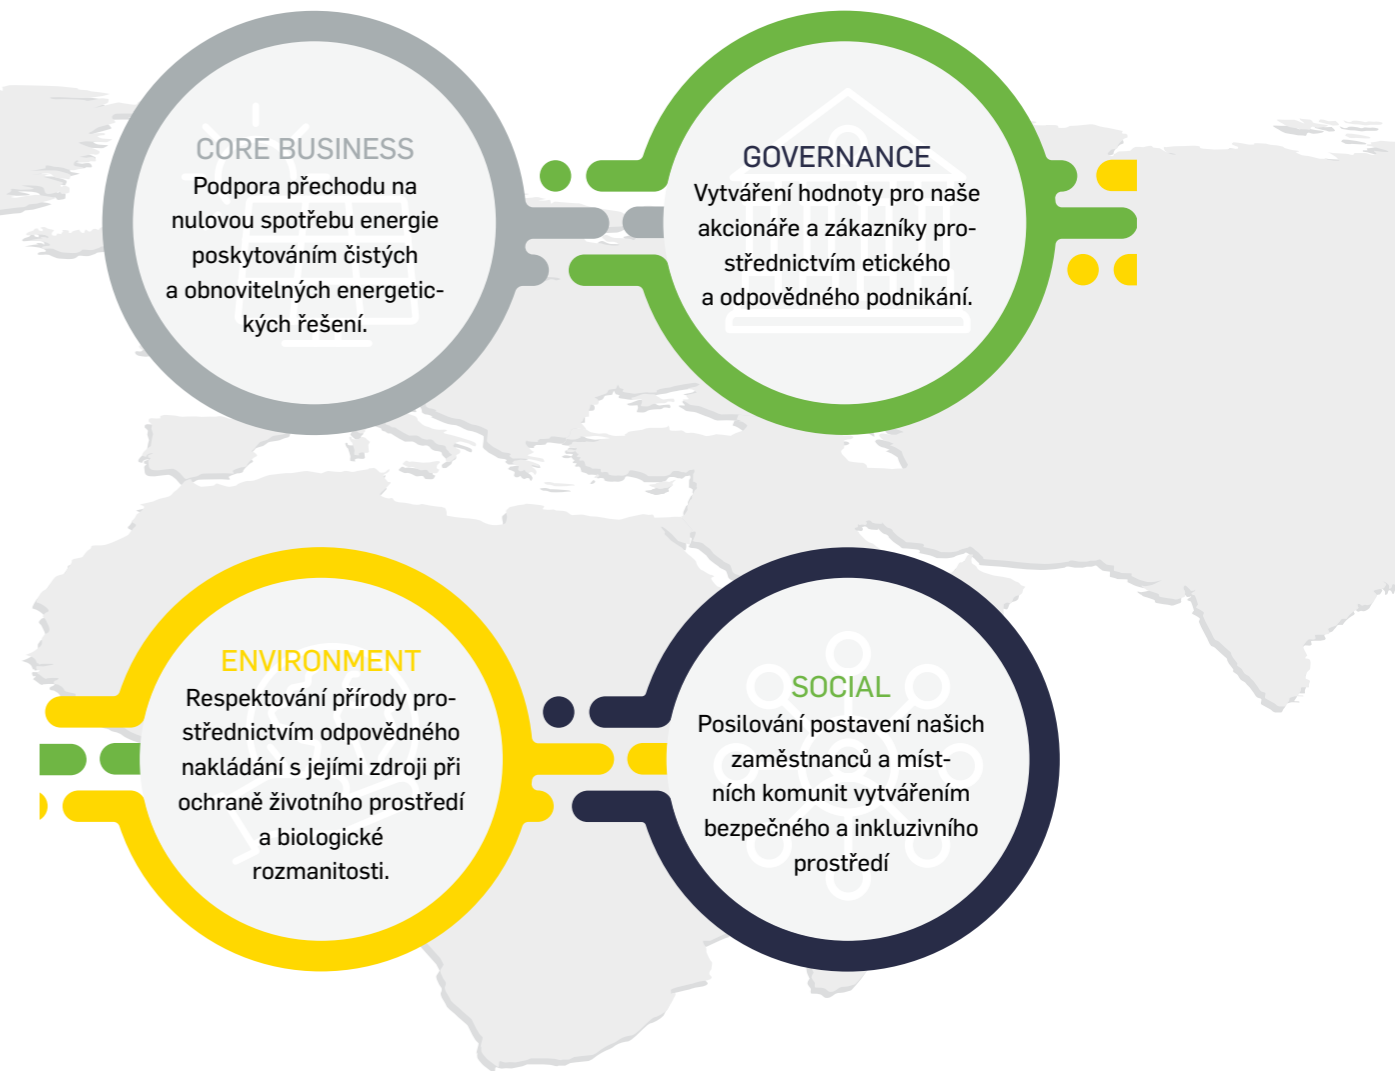 CORE BUSINESS
Podpora přechodu na
nulovou spotřebu energie
poskytováním čistých
a obnovitelných energetic-
kých řešení.
GOVERNANCE
Vytváření hodnoty pro naše
akcionáře a zákazníky pro-
střednictvím etického
a odpovědného podnikání.
ENVIRONMENT
Respektování přírody pro-
střednictvím odpovědného
nakládání s jejími zdroji při
ochraně životního prostředí
a biologické
rozmanitosti.
SOCIAL
Posilování postavení našich
zaměstnanců a míst-
ních komunit vytvářením
bezpečného a inkluzivního
prostředí